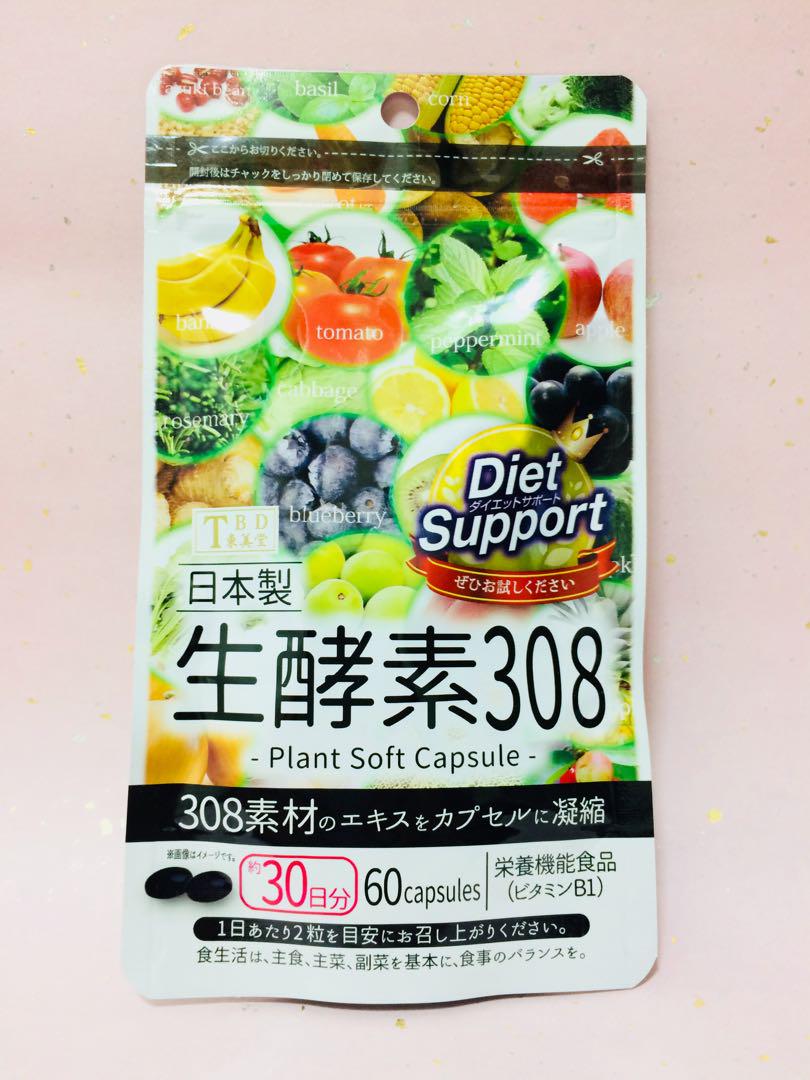 azuki bean
basil
corn
ここからお切りください。
開封後はチャックをしっかり閉めて保存してください。
tomato
peppermint
apple
cabbage
rosemary
blueberry
Diet
ダイエットサポート
Support
ぜひお試しください
TBD
東美堂
日本製
生酵素308
- Plant Soft Capsule -
308素材のエキスをカプセルに凝縮
※画像はイメージです。
約30日分
60capsules
栄養機能食品
(ビタミンB1)
1日あたり2粒を目安にお召し上がりください。
食生活は、主食、主菜、副菜を基本に、食事のバランスを。